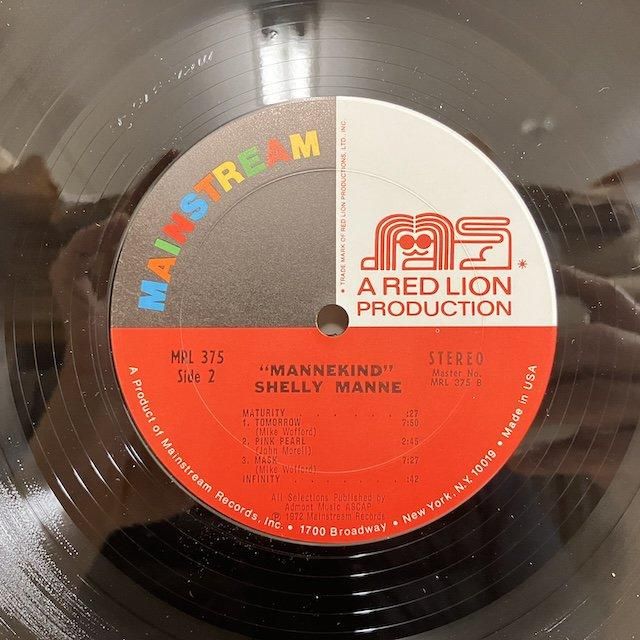 MAINSTREAM
• TRADE MARK OF RED LION PRODUCTIONS, LTD., INC.
ms *
A RED LION
PRODUCTION
MRL 375
Side 2
"MANNEKIND"
SHELLY MANNE
STEREO
Master No.
MRL 375 B
MATURITY . . . . . . . . :27
1. TOMORROW . . . . . . . 7:50
(Mike Wofford)
2. PINK PEARL . . . . . . 2:45
(John Morell)
3. MASK . . . . . . . . . 7:27
(Mike Wofford)
INFINITY . . . . . . . . :42
All Selections Published by
Admont Music ASCAP
℗ 1972 Mainstream Records
A Product of Mainstream Records, Inc. • 1700 Broadway • New York, N.Y. 10019 • Made in USA